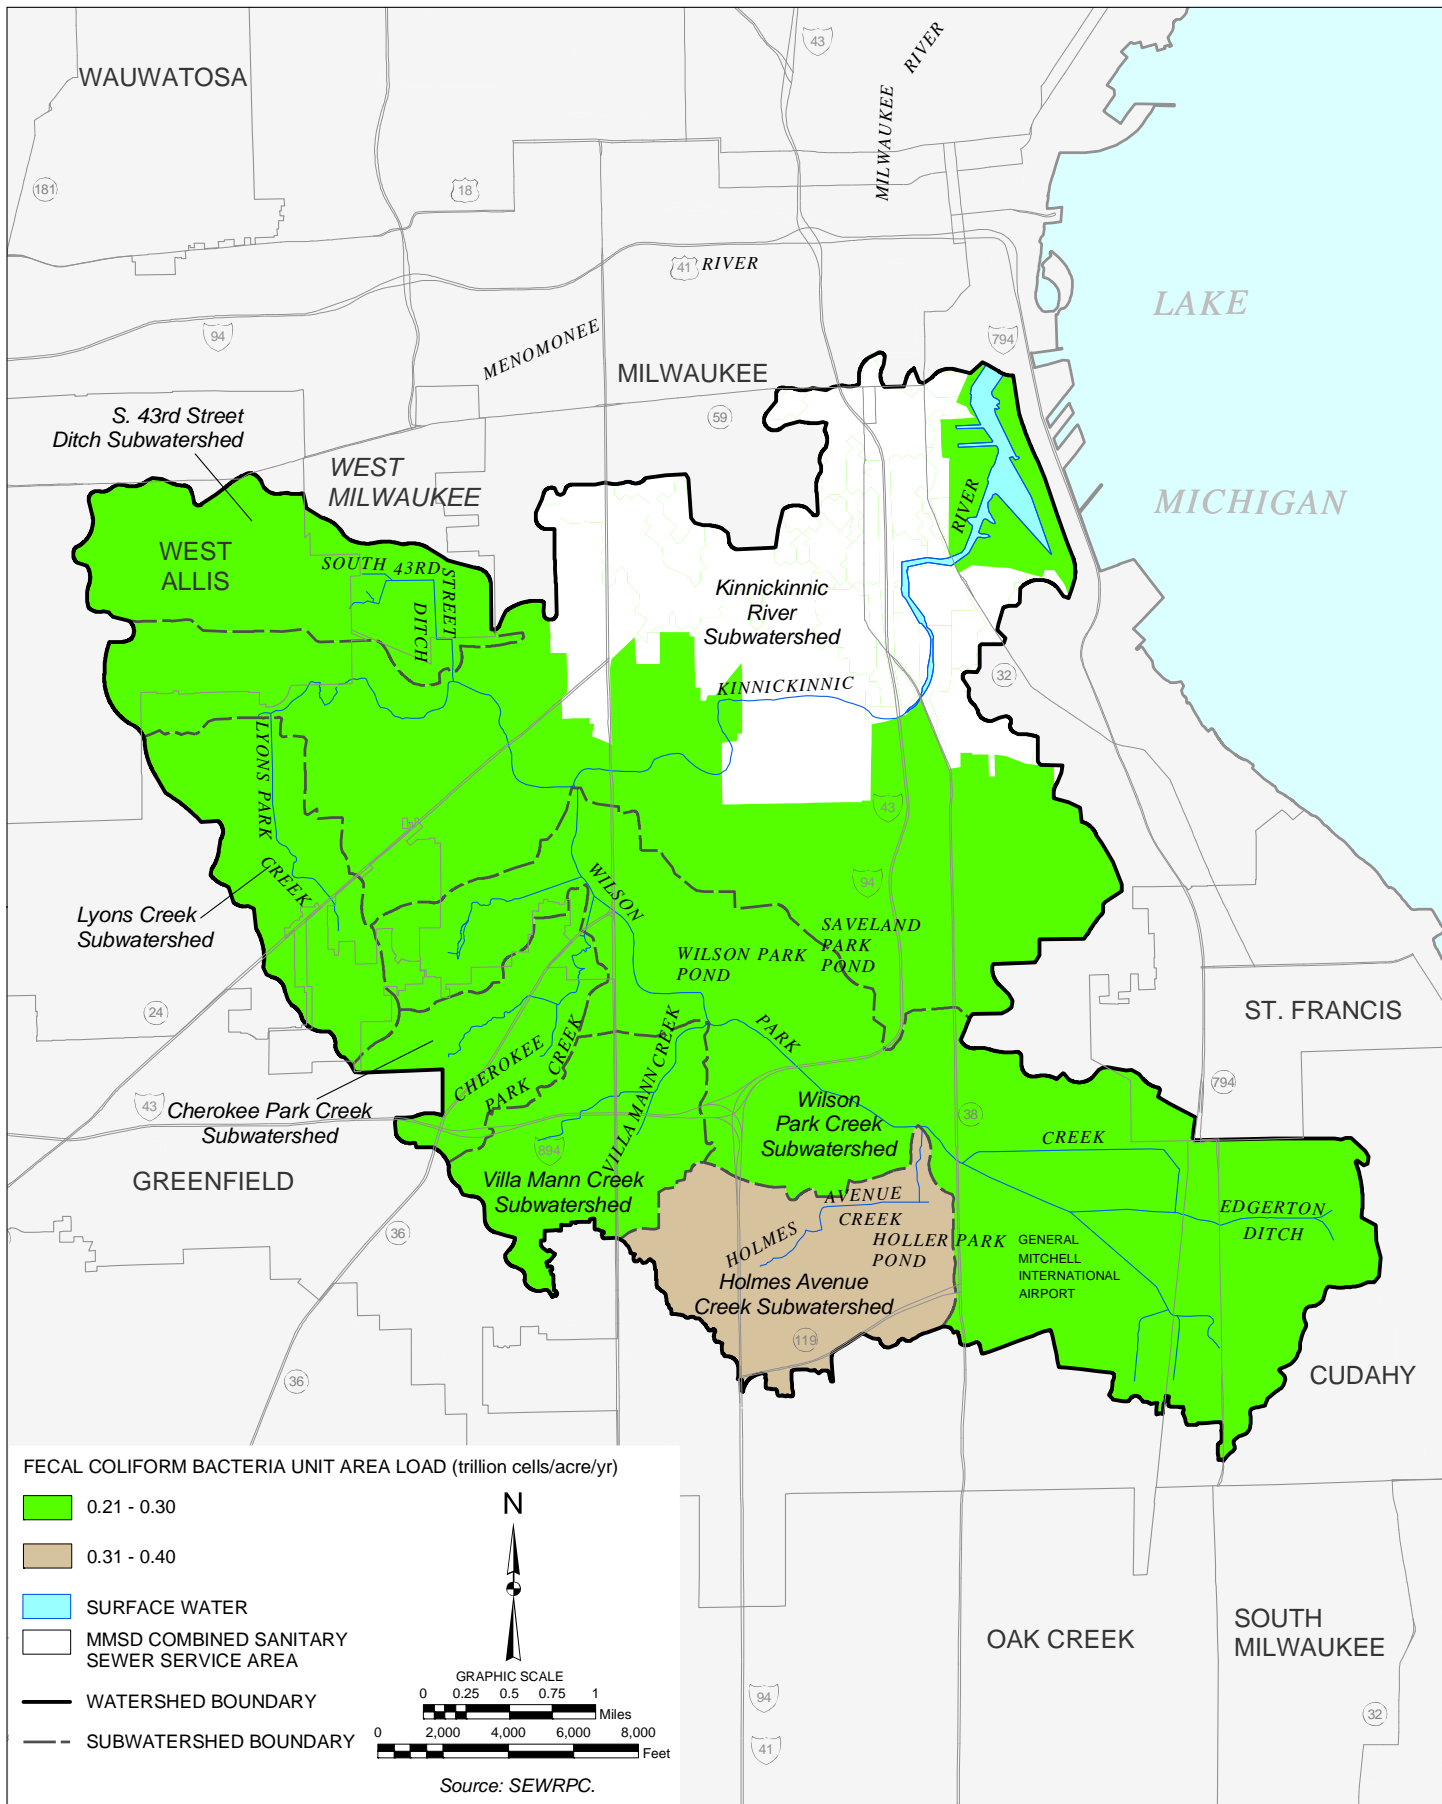 WAUWATOSA
43
RIVER
MILWAUKEE
181
18
41
RIVER
LAKE
94
794
MENOMONEE
MILWAUKEE
59
S. 43rd Street
Ditch Subwatershed
WEST
MILWAUKEE
MICHIGAN
RIVER
WEST
ALLIS
SOUTH 43RD
STREET
DITCH
Kinnickinnic
River
Subwatershed
32
KINNICKINNIC
LYONS PARK
CREEK
43
94
WILSON
Lyons Creek
Subwatershed
SAVELAND
PARK
POND
WILSON PARK
POND
24
ST. FRANCIS
PARK
CHEROKEE
PARK
CREEK
VILLA MANN CREEK
794
43
Cherokee Park Creek
Subwatershed
Wilson
Park Creek
Subwatershed
38
CREEK
894
GREENFIELD
Villa Mann Creek
Subwatershed
AVENUE
CREEK
HOLMES
EDGERTON
DITCH
36
HOLLER PARK
POND
GENERAL
MITCHELL
INTERNATIONAL
AIRPORT
Holmes Avenue
Creek Subwatershed
119
36
CUDAHY
FECAL COLIFORM BACTERIA UNIT AREA LOAD (trillion cells/acre/yr)
0.21 - 0.30
0.31 - 0.40
SURFACE WATER
MMSD COMBINED SANITARY
SEWER SERVICE AREA
WATERSHED BOUNDARY
SUBWATERSHED BOUNDARY
N
GRAPHIC SCALE
0 0.25 0.5 0.75 1
Miles
0 2,000 4,000 6,000 8,000
Feet
Source: SEWRPC.
OAK CREEK
SOUTH
MILWAUKEE
94
41
32